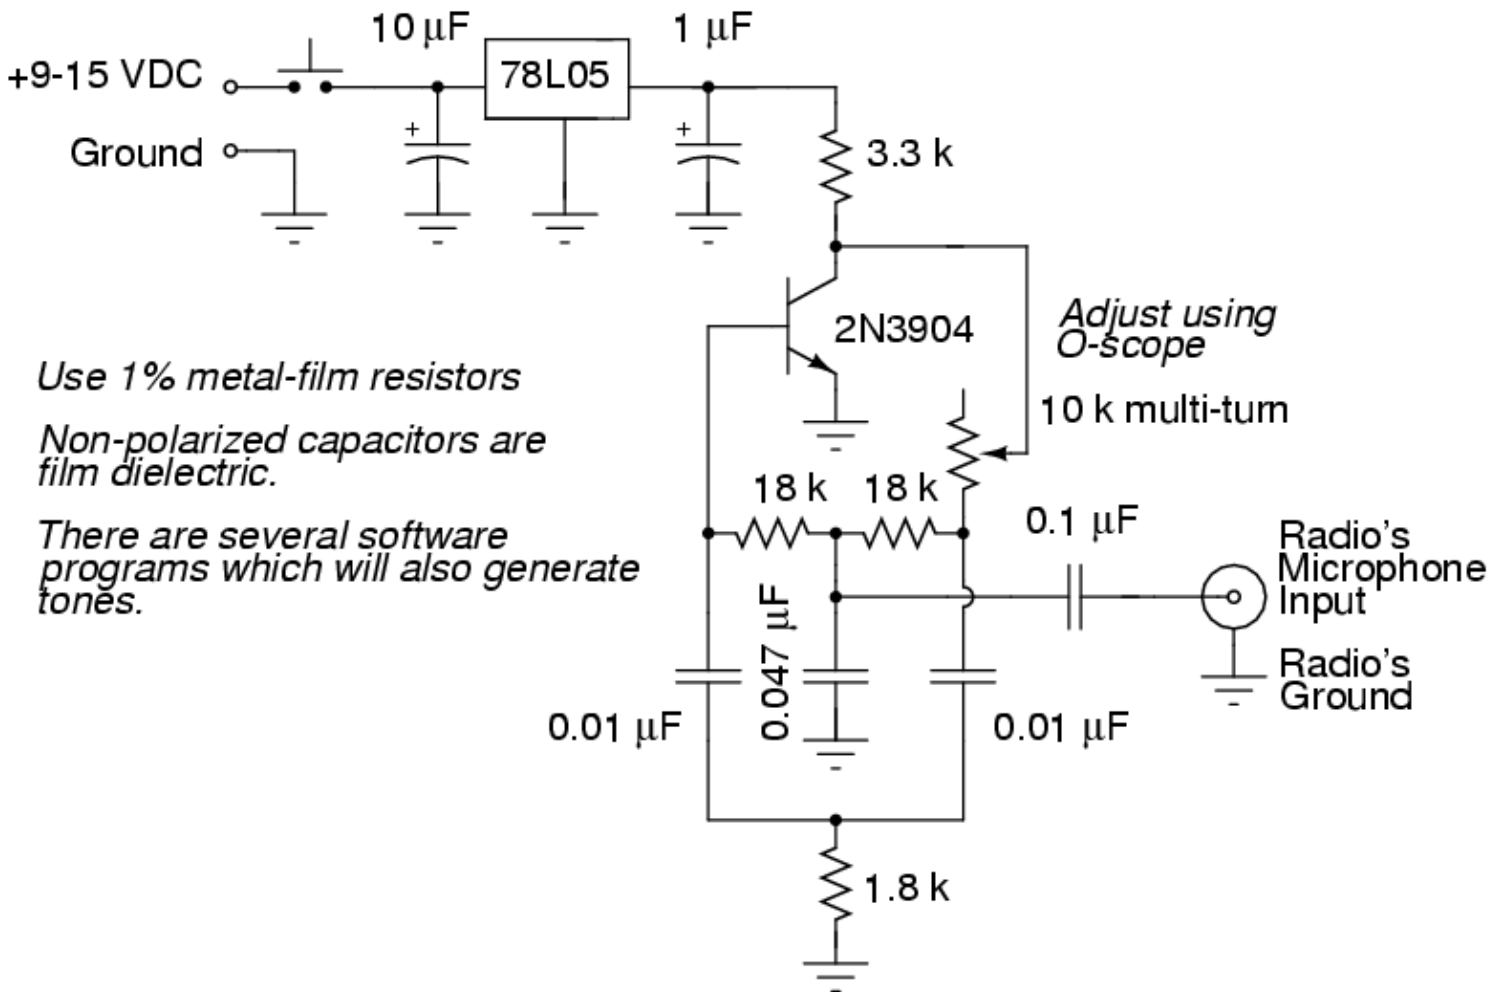 10 µF
1 µF
+9-15 VDC
78L05
+
+
Ground
3.3 k
2N3904
Adjust using
O-scope
Use 1% metal-film resistors
10 k multi-turn
Non-polarized capacitors are
film dielectric.
18 k
18 k
0.1 µF
There are several software
programs which will also generate
tones.
Radio's
Microphone
Input
0.047 µF
Radio's
Ground
0.01 µF
0.01 µF
1.8 k